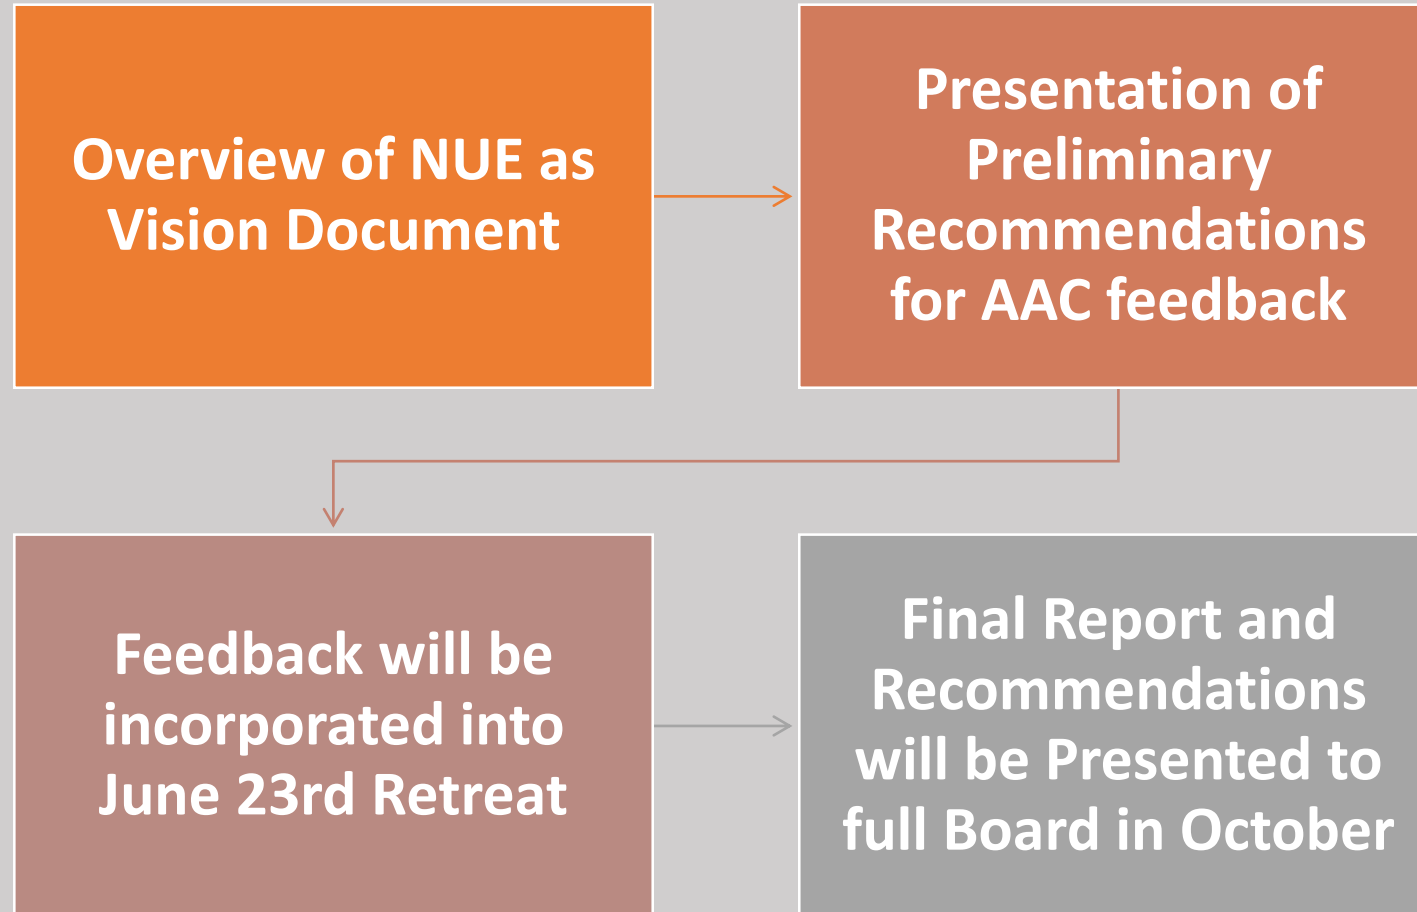 Overview of NUE as
Vision Document
Presentation of
Preliminary
Recommendations
for AAC feedback
Feedback will be
incorporated into
June 23rd Retreat
Final Report and
Recommendations
will be Presented to
full Board in October